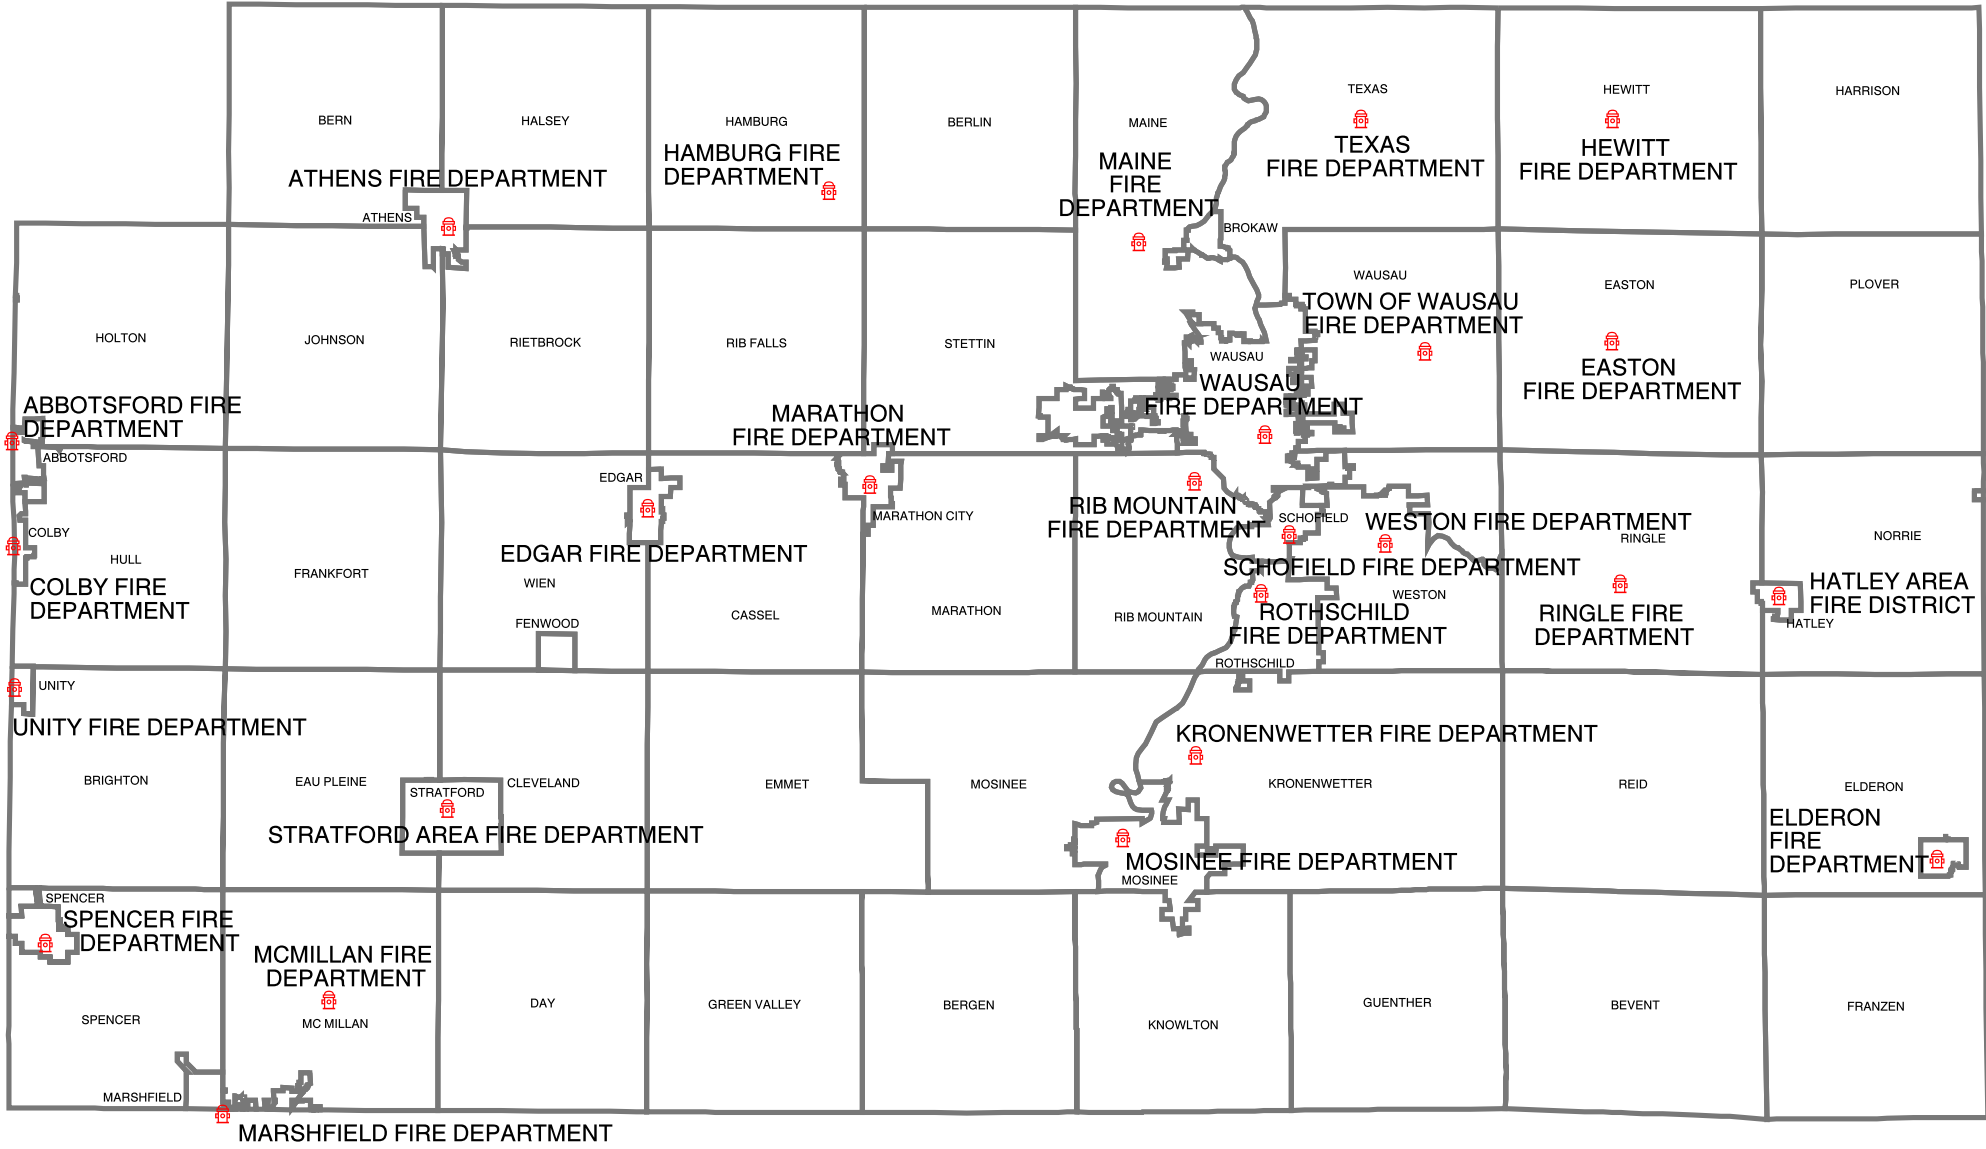 TEXAS
HEWITT
HARRISON
BERN
HALSEY
HAMBURG
BERLIN
MAINE
HAMBURG FIRE
DEPARTMENT
MAINE
FIRE
DEPARTMENT
TEXAS
FIRE DEPARTMENT
HEWITT
FIRE DEPARTMENT
ATHENS FIRE DEPARTMENT
ATHENS
BROKAW
WAUSAU
EASTON
PLOVER
TOWN OF WAUSAU
FIRE DEPARTMENT
HOLTON
JOHNSON
RIETBROCK
RIB FALLS
STETTIN
WAUSAU
WAUSAU
FIRE DEPARTMENT
EASTON
FIRE DEPARTMENT
ABBOTSFORD FIRE
DEPARTMENT
MARATHON
FIRE DEPARTMENT
ABBOTSFORD
EDGAR
MARATHON CITY
RIB MOUNTAIN
FIRE DEPARTMENT
SCHOFIELD
WESTON FIRE DEPARTMENT
RINGLE
NORRIE
COLBY
HULL
EDGAR FIRE DEPARTMENT
SCHOFIELD FIRE DEPARTMENT
COLBY FIRE
DEPARTMENT
FRANKFORT
WIEN
CASSEL
MARATHON
RIB MOUNTAIN
WESTON
ROTHSCHILD
FIRE DEPARTMENT
RINGLE FIRE
DEPARTMENT
HATLEY AREA
FIRE DISTRICT
HATLEY
FENWOOD
ROTHSCHILD
UNITY
UNITY FIRE DEPARTMENT
KRONENWETTER FIRE DEPARTMENT
BRIGHTON
EAU PLEINE
STRATFORD
CLEVELAND
EMMET
MOSINEE
KRONENWETTER
REID
ELDERON
STRATFORD AREA FIRE DEPARTMENT
ELDERON
FIRE
DEPARTMENT
MOSINEE FIRE DEPARTMENT
MOSINEE
SPENCER
SPENCER FIRE
DEPARTMENT
MCMILLAN FIRE
DEPARTMENT
SPENCER
MC MILLAN
DAY
GREEN VALLEY
BERGEN
KNOWLTON
GUENTHER
BEVENT
FRANZEN
MARSHFIELD
MARSHFIELD FIRE DEPARTMENT